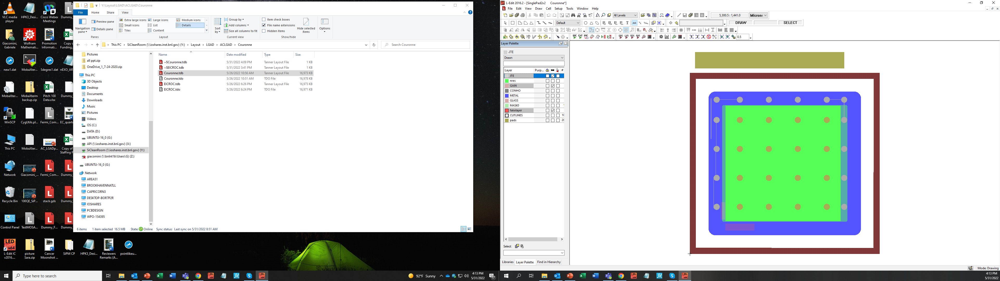 VLC media player
HPK3_Desi...
Cisco Webex Meetings
Dummy_
Giacomini, Gabriele
Wolfram Mathemati...
Promotion Informati...
Copy o
Funding_
new1.dat
MobaXter...
5degres1.dat
nEXO_AR
MobaXter...
MobaXterm backup.zip
Pitch 100 Data.xlsx
Dummy_
WinSCP
CygUtils.pl...
Fermi_Com...
EC_quarte
This PC
MobaXter...
AC_LGADp...
Copy of Staffing P
Network
Giacomini_...
Fermi_Com...
Dummy_
Recycle Bin
100QE_SiP...
stack.gds
Dummy_
Control Panel
TestMOSA...
Dummy_F...
Dummy_
L-Edit IC v2016....
picture Sara.zip
Cancer Moonshot ...
SiPM CP
HPK3_Desi...
Reviewers Remarks (A...
pointlikeu...
Y:\Layout\LGAD\ACLGAD\Couronne
File
Home
Share
View
Navigation pane
Preview pane
Details pane
Panes
Extra large icons
Large icons
Medium icons
Small icons
List
Details
Tiles
Content
Layout
Sort by
Group by
Add columns
Size all columns to fit
Current view
Item check boxes
File name extensions
Hidden items
Hide selected items
Show/hide
Options
This PC > SiCleanRoom (\\ioshares.inst.bnl.gov) (Y:) > Layout > LGAD > ACLGAD > Couronne
Search Couronne
Pictures
all ppt.zip
OneDrive_1_7-24-2020.zip
This PC
3D Objects
Desktop
Documents
Downloads
Music
Pictures
Videos
OS (C:)
DATA (D:)
UBUNTU-16_0 (G:)
API (\\ioshares.inst.bnl.gov) (X:)
SiCleanRoom (\\ioshares.inst.bnl.gov) (Y:)
giacomini (\\bnlnt1b\Users\G) (Z:)
UBUNTU-16_0 (G:)
Network
AREA51
BROOKHAVENNATLL
CAPRICORN3
DESKTOP-BOR7P2R
IOSHARES
PCBDESIGN
WPO-154395
Name Date modified Type Size
~$Couronne.tdb 5/31/2022 4:09 PM Tanner Layout File 1 KB
~$EICROC.tdb 5/31/2022 3:41 PM Tanner Layout File 1 KB
Couronne.tdb 5/26/2022 10:56 AM Tanner Layout File 16,973 KB
Couronne.tdo 5/26/2022 10:51 AM TDO File 16,978 KB
EICROC.tdb 5/26/2022 6:26 PM Tanner Layout File 16,973 KB
EICROC.tdo 5/26/2022 6:24 PM TDO File 16,971 KB
6 items 1 item selected 16.5 MB State: Online Sync status: Last sync on 5/31/2022 8:51 AM
Type here to search
92°F Sunny
4:13 PM
5/31/2022
17
L-Edit 2016.2 - [SinglePad2x2 Couronne*]
File Edit View Draw Cell Setup Tools Window Help
All Levels
5,300.5 : 1,441.0
Microns
Default
DRAW
SELECT
DRC EXT ERC
DRC LVS PEX RVE
0.5
Layer Palette
JTE
Drawn
Layer Purp... #
JTE
nres
GAIN
CONHO
METAL
GLASS
MASK0
fakelayer
CUTLINES 10
pads 20
Select:
Libraries Layer Palette Find in Hierarchy
Mode: Drawing
4:13 PM
5/31/2022